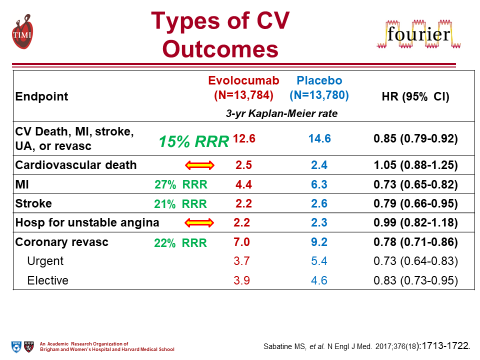 Types of CV
Outcomes
TIMI
fourier
Evolocumab Placebo
(N=13,784) (N=13,780)
Endpoint HR (95% CI)
3-yr Kaplan-Meier rate
CV Death, MI, stroke,
UA, or revasc 15% RRR 12.6 14.6 0.85 (0.79-0.92)
Cardiovascular death 2.5 2.4 1.05 (0.88-1.25)
MI 27% RRR 4.4 6.3 0.73 (0.65-0.82)
Stroke 21% RRR 2.2 2.6 0.79 (0.66-0.95)
Hosp for unstable angina 2.2 2.3 0.99 (0.82-1.18)
Coronary revasc 22% RRR 7.0 9.2 0.78 (0.71-0.86)
Urgent 3.7 5.4 0.73 (0.64-0.83)
Elective 3.9 4.6 0.83 (0.73-0.95)
An Academic Research Organization of
Brigham and Women's Hospital and Harvard Medical School
Sabatine MS, et al. N Engl J Med. 2017;376(18):1713-1722.